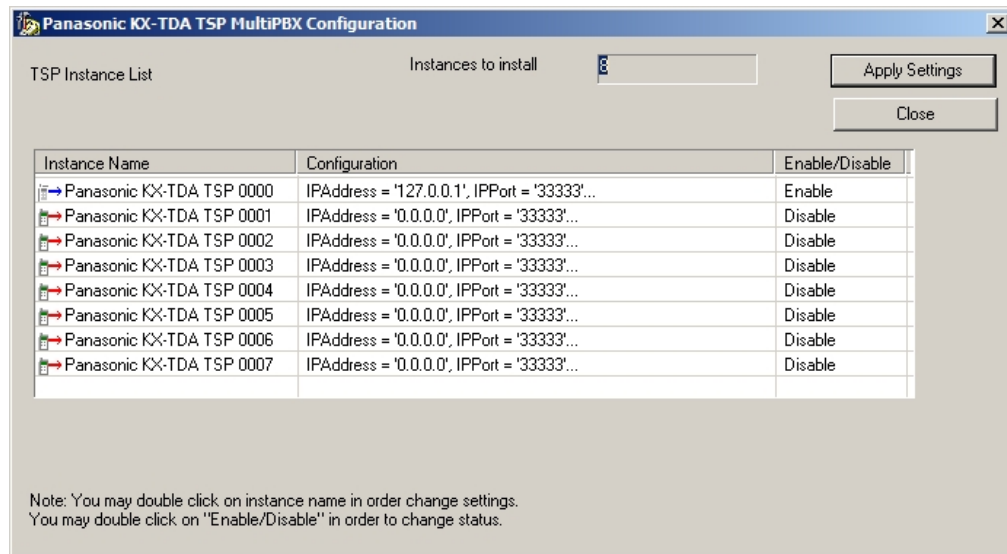 Panasonic KX-TDA TSP MultiPBX Configuration
TSP Instance List
Instances to install 8
Apply Settings
Close
Instance Name Configuration Enable/Disable
Panasonic KX-TDA TSP 0000 IPAddress = '127.0.0.1', IPPort = '33333'... Enable
Panasonic KX-TDA TSP 0001 IPAddress = '0.0.0.0', IPPort = '33333'... Disable
Panasonic KX-TDA TSP 0002 IPAddress = '0.0.0.0', IPPort = '33333'... Disable
Panasonic KX-TDA TSP 0003 IPAddress = '0.0.0.0', IPPort = '33333'... Disable
Panasonic KX-TDA TSP 0004 IPAddress = '0.0.0.0', IPPort = '33333'... Disable
Panasonic KX-TDA TSP 0005 IPAddress = '0.0.0.0', IPPort = '33333'... Disable
Panasonic KX-TDA TSP 0006 IPAddress = '0.0.0.0', IPPort = '33333'... Disable
Panasonic KX-TDA TSP 0007 IPAddress = '0.0.0.0', IPPort = '33333'... Disable
Note: You may double click on instance name in order change settings.
You may double click on "Enable/Disable" in order to change status.